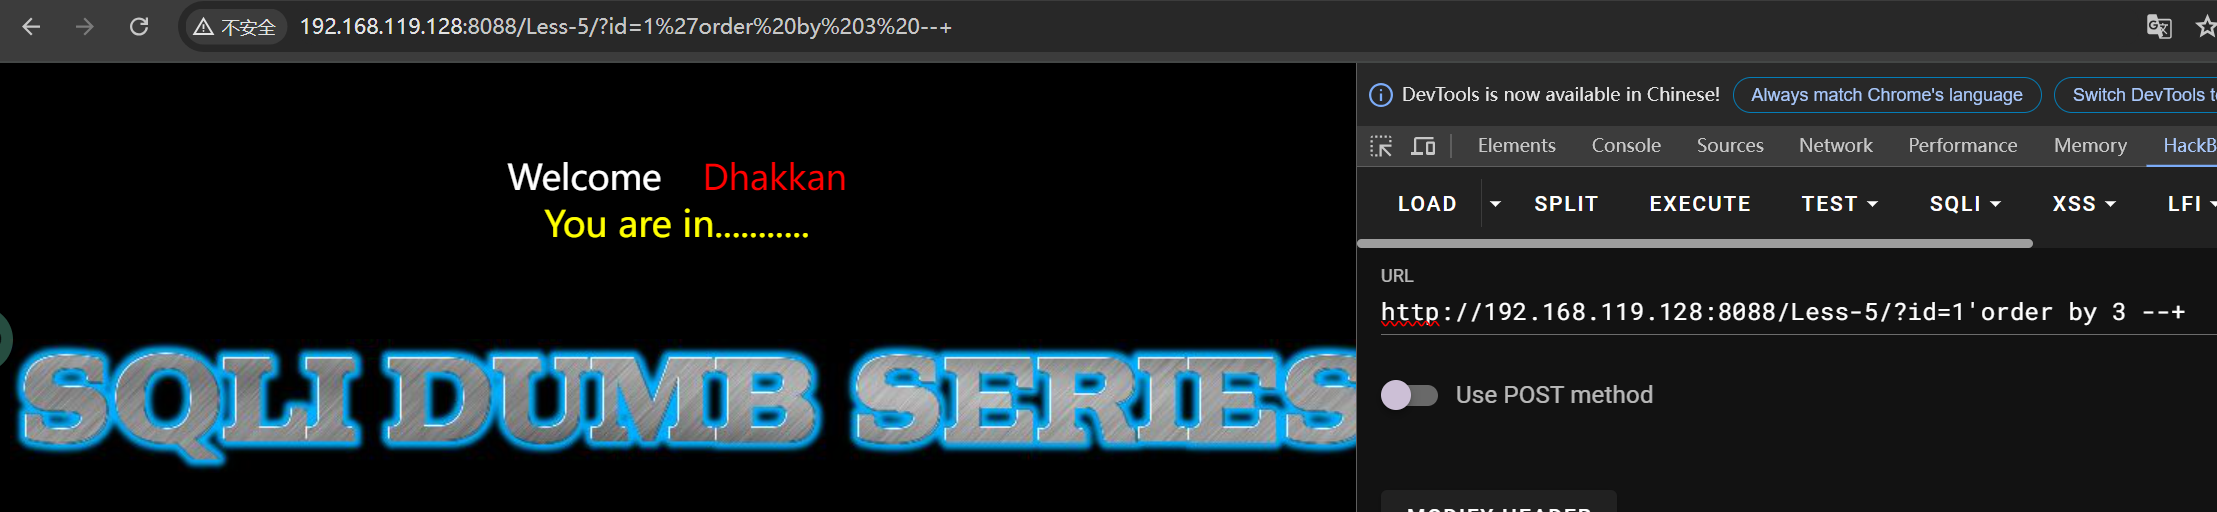 不安全 192.168.119.128:8088/Less-5/?id=1%27order%20by%203%20--+
Welcome Dhakkan
You are in...........
SQLI DUMB SERIES
DevTools is now available in Chinese! Always match Chrome's language Switch DevTools t
Elements Console Sources Network Performance Memory HackB
LOAD SPLIT EXECUTE TEST SQLI XSS LFI
URL
http://192.168.119.128:8088/Less-5/?id=1'order by 3 --+
Use POST method
MODIFY HEADER